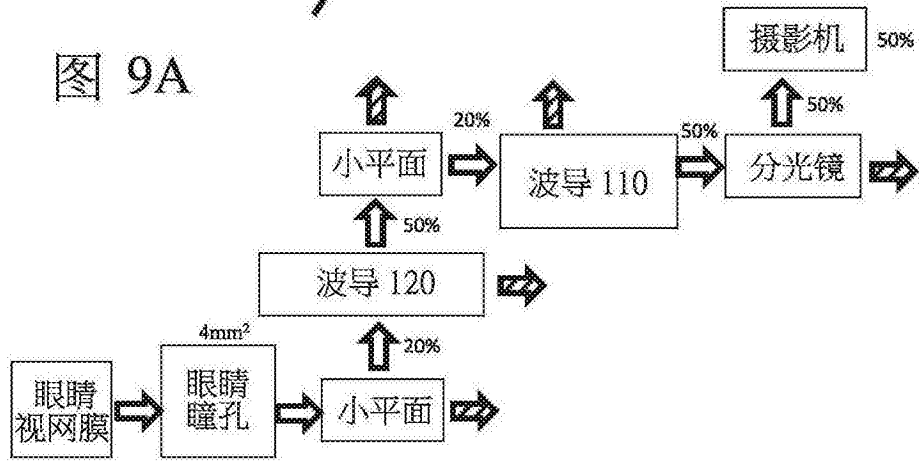 图 9A
摄影机
50%
50%
20%
50%
小平面
波导 110
分光镜
50%
波导 120
4mm²
20%
眼睛
视网膜
眼睛
瞳孔
小平面